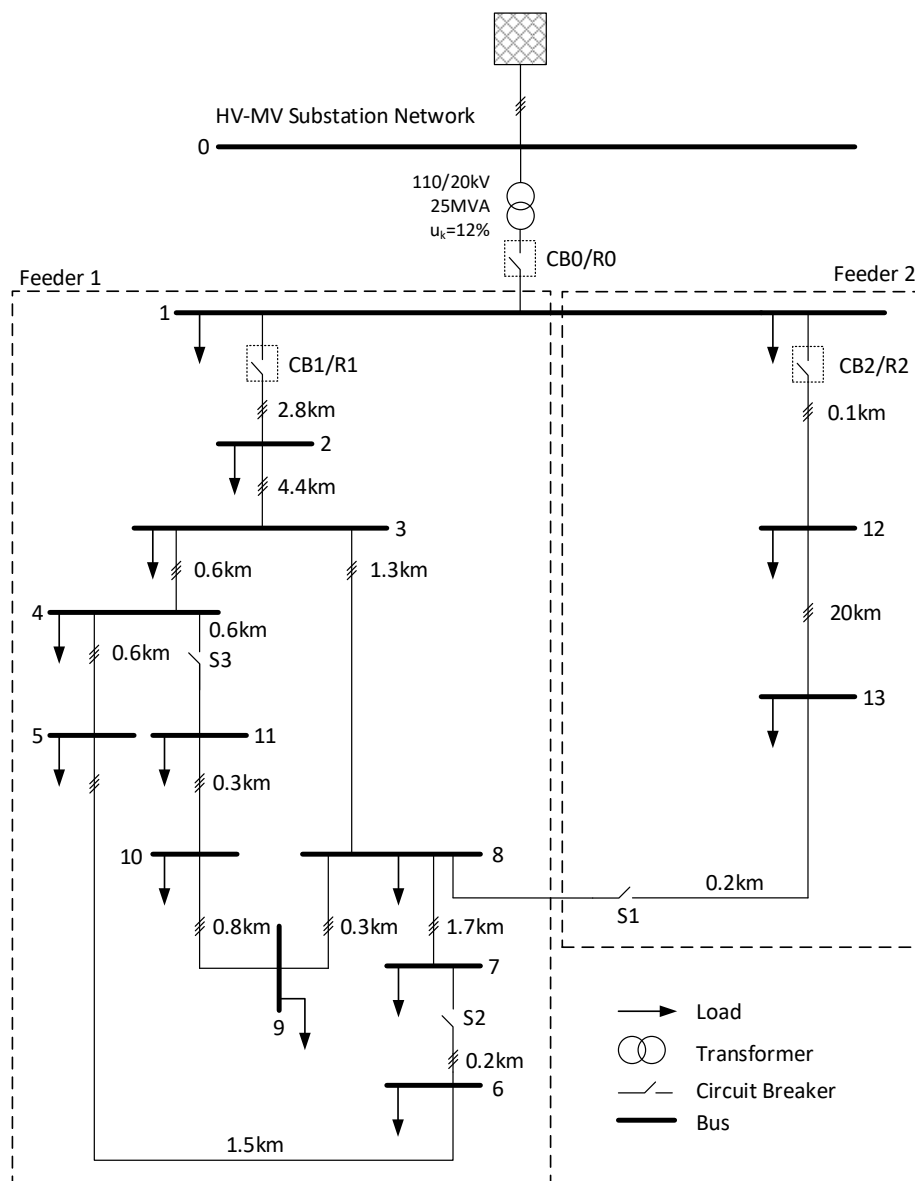 HV-MV Substation Network
0
110/20kV
25MVA
uk=12%
CB0/R0
Feeder 1
Feeder 2
1
CB1/R1
CB2/R2
2.8km
0.1km
2
4.4km
3
12
0.6km
1.3km
4
0.6km
20km
0.6km
S3
13
5
11
0.3km
10
8
0.2km
0.8km
0.3km
1.7km
S1
7
9
S2
Load
0.2km
Transformer
6
Circuit Breaker
Bus
1.5km